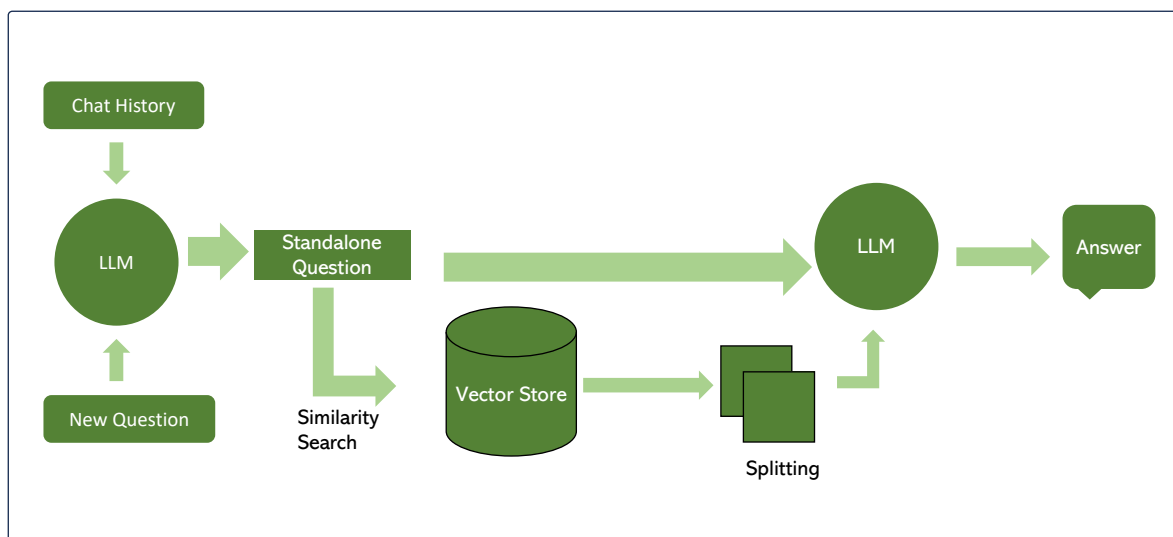 Chat History
LLM
New Question
Standalone
Question
Similarity
Search
Vector Store
Splitting
LLM
Answer